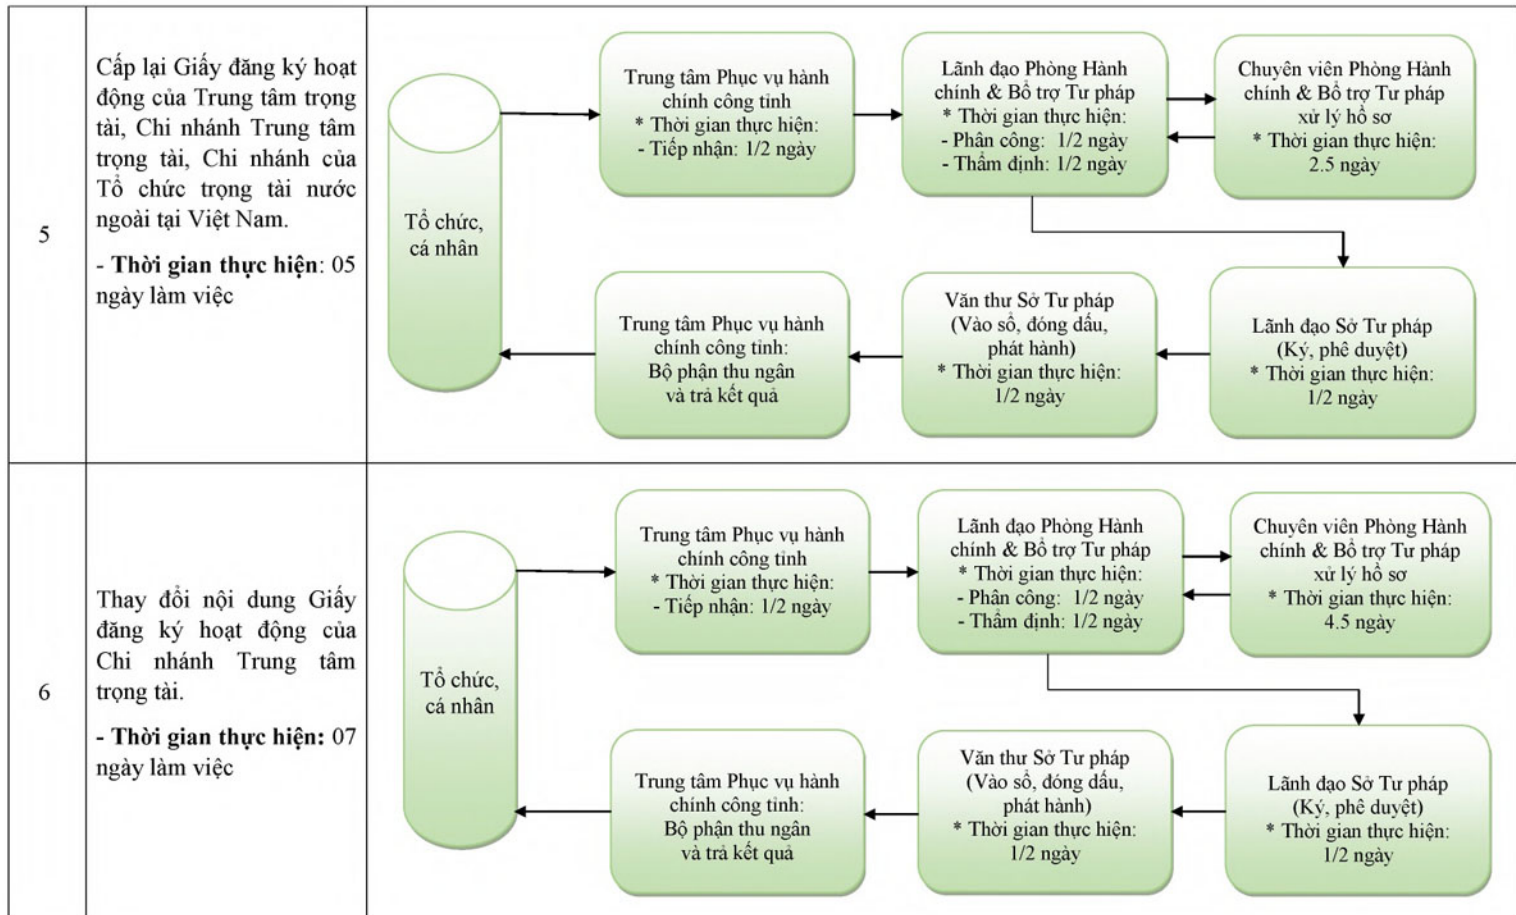 5
Cấp lại Giấy đăng ký hoạt
động của Trung tâm trọng
tài, Chi nhánh Trung tâm
trọng tài, Chi nhánh của
Tổ chức trọng tài nước
ngoài tại Việt Nam.
- Thời gian thực hiện: 05
ngày làm việc
Tổ chức,
cá nhân
Trung tâm Phục vụ hành
chính công tỉnh
* Thời gian thực hiện:
- Tiếp nhận: 1/2 ngày
Lãnh đạo Phòng Hành
chính & Bổ trợ Tư pháp
* Thời gian thực hiện:
- Phân công: 1/2 ngày
- Thẩm định: 1/2 ngày
Chuyên viên Phòng Hành
chính & Bổ trợ Tư pháp
xử lý hồ sơ
* Thời gian thực hiện:
2.5 ngày
Trung tâm Phục vụ hành
chính công tỉnh:
Bộ phận thu ngân
và trả kết quả
Văn thư Sở Tư pháp
(Vào sổ, đóng dấu,
phát hành)
* Thời gian thực hiện:
1/2 ngày
Lãnh đạo Sở Tư pháp
(Ký, phê duyệt)
* Thời gian thực hiện:
1/2 ngày
6
Thay đổi nội dung Giấy
đăng ký hoạt động của
Chi nhánh Trung tâm
trọng tài.
- Thời gian thực hiện: 07
ngày làm việc
Tổ chức,
cá nhân
Trung tâm Phục vụ hành
chính công tỉnh
* Thời gian thực hiện:
- Tiếp nhận: 1/2 ngày
Lãnh đạo Phòng Hành
chính & Bổ trợ Tư pháp
* Thời gian thực hiện:
- Phân công: 1/2 ngày
- Thẩm định: 1/2 ngày
Chuyên viên Phòng Hành
chính & Bổ trợ Tư pháp
xử lý hồ sơ
* Thời gian thực hiện:
4.5 ngày
Trung tâm Phục vụ hành
chính công tỉnh:
Bộ phận thu ngân
và trả kết quả
Văn thư Sở Tư pháp
(Vào sổ, đóng dấu,
phát hành)
* Thời gian thực hiện:
1/2 ngày
Lãnh đạo Sở Tư pháp
(Ký, phê duyệt)
* Thời gian thực hiện:
1/2 ngày